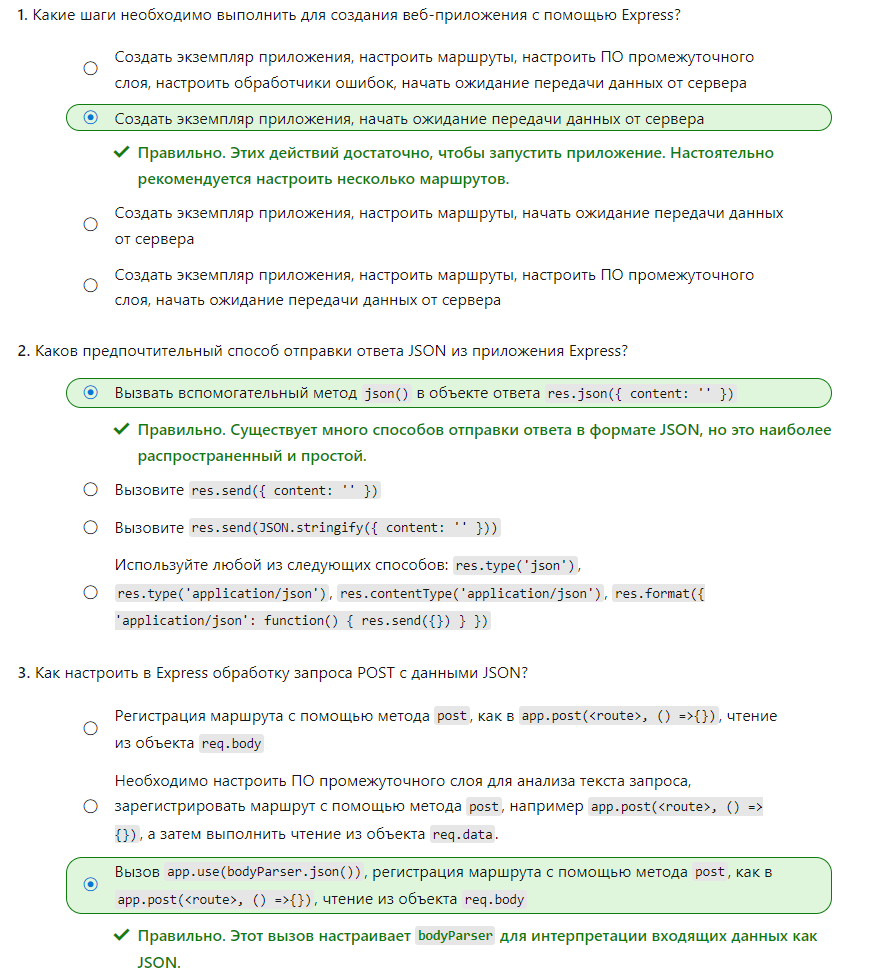 1. Какие шаги необходимо выполнить для создания веб-приложения с помощью Express?
Создать экземпляр приложения, настроить маршруты, настроить ПО промежуточного
слоя, настроить обработчики ошибок, начать ожидание передачи данных от сервера
Создать экземпляр приложения, начать ожидание передачи данных от сервера
Правильно. Этих действий достаточно, чтобы запустить приложение. Настоятельно
рекомендуется настроить несколько маршрутов.
Создать экземпляр приложения, настроить маршруты, начать ожидание передачи данных
от сервера
Создать экземпляр приложения, настроить маршруты, настроить ПО промежуточного
слоя, начать ожидание передачи данных от сервера
2. Каков предпочтительный способ отправки ответа JSON из приложения Express?
Вызвать вспомогательный метод json() в объекте ответа res.json({ content: '' })
Правильно. Существует много способов отправки ответа в формате JSON, но это наиболее
распространенный и простой.
Вызовите res.send({ content: '' })
Вызовите res.send(JSON.stringify({ content: '' }))
Используйте любой из следующих способов: res.type('json'),
res.type('application/json'), res.contentType('application/json'), res.format({
'application/json': function() { res.send({}) } })
3. Как настроить в Express обработку запроса POST с данными JSON?
Регистрация маршрута с помощью метода post, как в app.post(<route>, () =>{}), чтение
из объекта req.body
Необходимо настроить ПО промежуточного слоя для анализа текста запроса,
зарегистрировать маршрут с помощью метода post, например app.post(<route>, () =>
{}), а затем выполнить чтение из объекта req.data.
Вызов app.use(bodyParser.json()), регистрация маршрута с помощью метода post, как в
app.post(<route>, () =>{}), чтение из объекта req.body
Правильно. Этот вызов настраивает bodyParser для интерпретации входящих данных как
JSON.